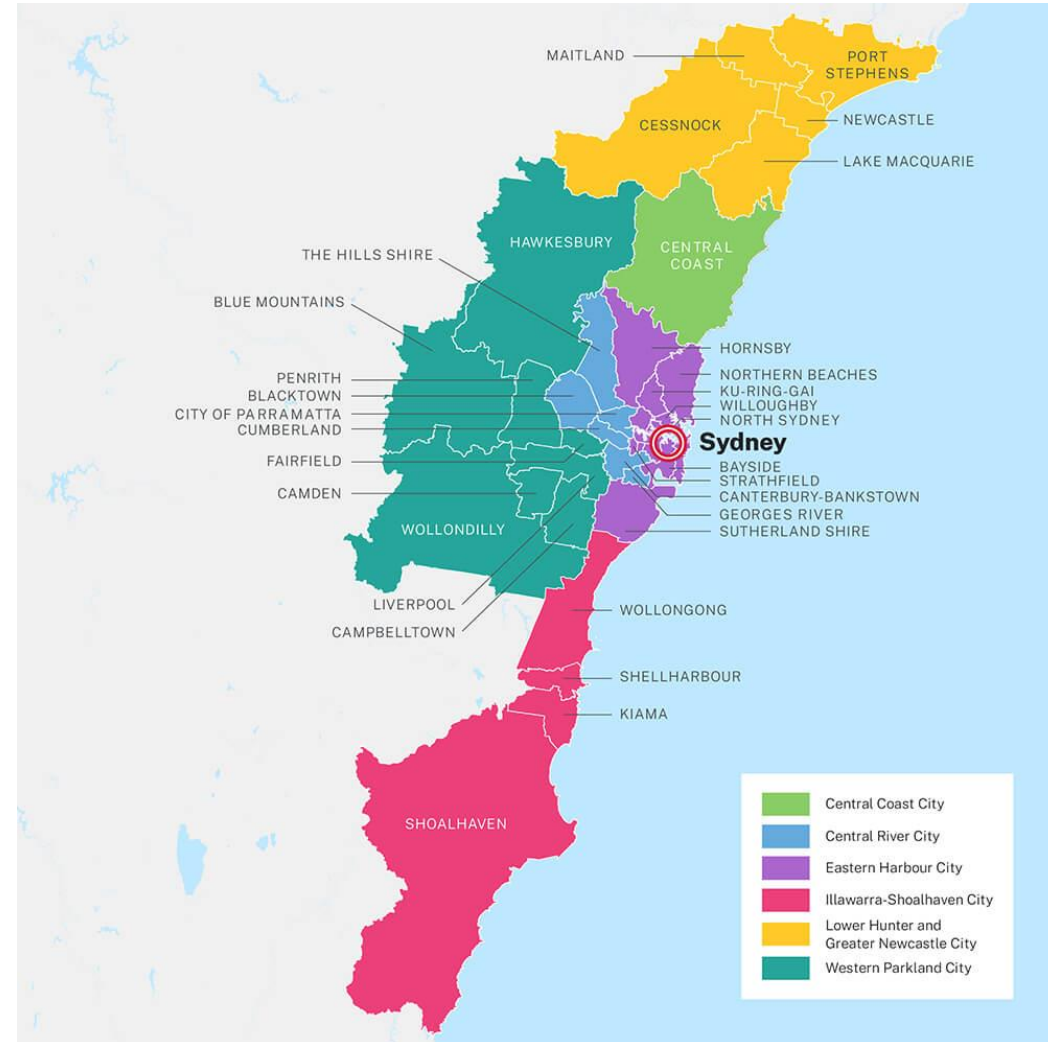 MAITLAND
PORT
STEPHENS
CESSNOCK
NEWCASTLE
LAKE MACQUARIE
HAWKESBURY
CENTRAL
COAST
THE HILLS SHIRE
BLUE MOUNTAINS
HORNSBY
PENRITH
NORTHERN BEACHES
BLACKTOWN
KU-RING-GAI
CITY OF PARRAMATTA
WILLOUGHBY
CUMBERLAND
NORTH SYDNEY
Sydney
FAIRFIELD
BAYSIDE
STRATHFIELD
CAMDEN
CANTERBURY-BANKSTOWN
GEORGES RIVER
WOLLONDILLY
SUTHERLAND SHIRE
LIVERPOOL
WOLLONGONG
CAMPBELLTOWN
SHELLHARBOUR
KIAMA
SHOALHAVEN
Central Coast City
Central River City
Eastern Harbour City
Illawarra-Shoalhaven City
Lower Hunter and
Greater Newcastle City
Western Parkland City